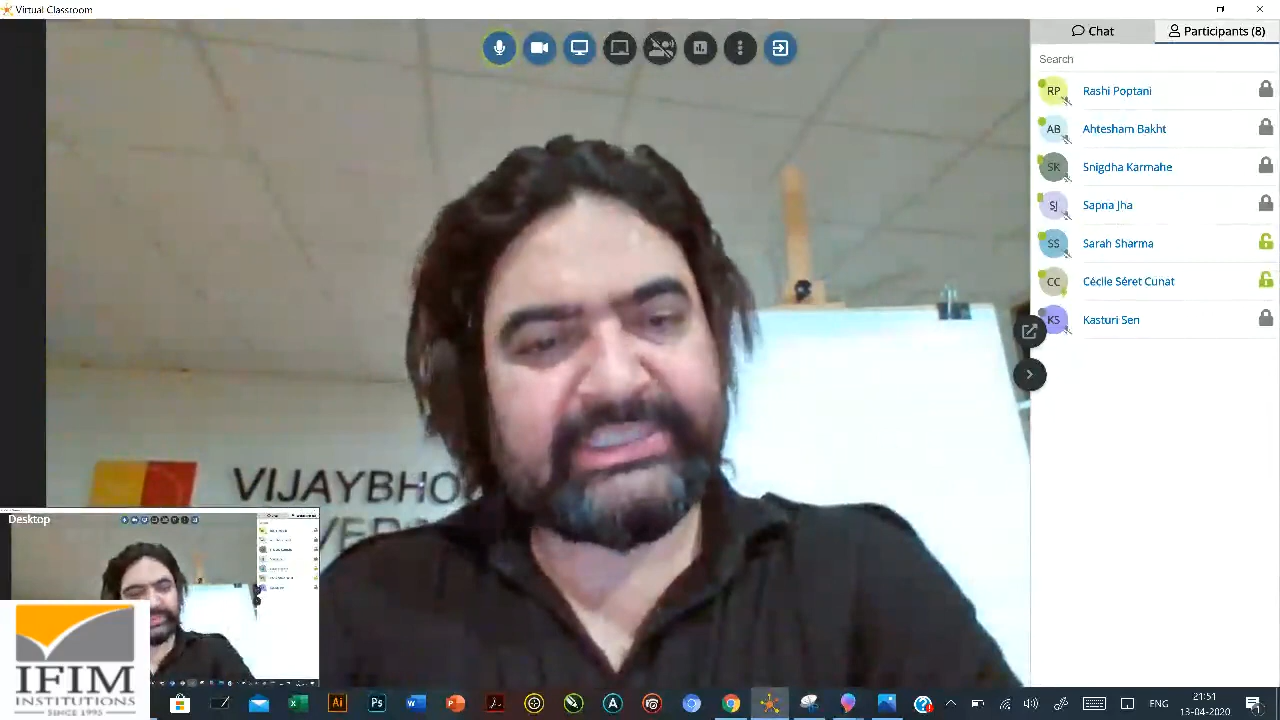 Virtual Classroom
Chat
Participants (8)
Search
RP Rashi Poptani
AB Ahtesham Bakht
SK Snigdha Karmahe
SJ Sapna Jha
SS Sarah Sharma
CC Cécile Séret Cunat
KS Kasturi Sen
VIJAYBHO
Desktop
IFIM
INSTITUTIONS
SINCE 1995
Ai
Ps
ENG
21:51
13-04-2020